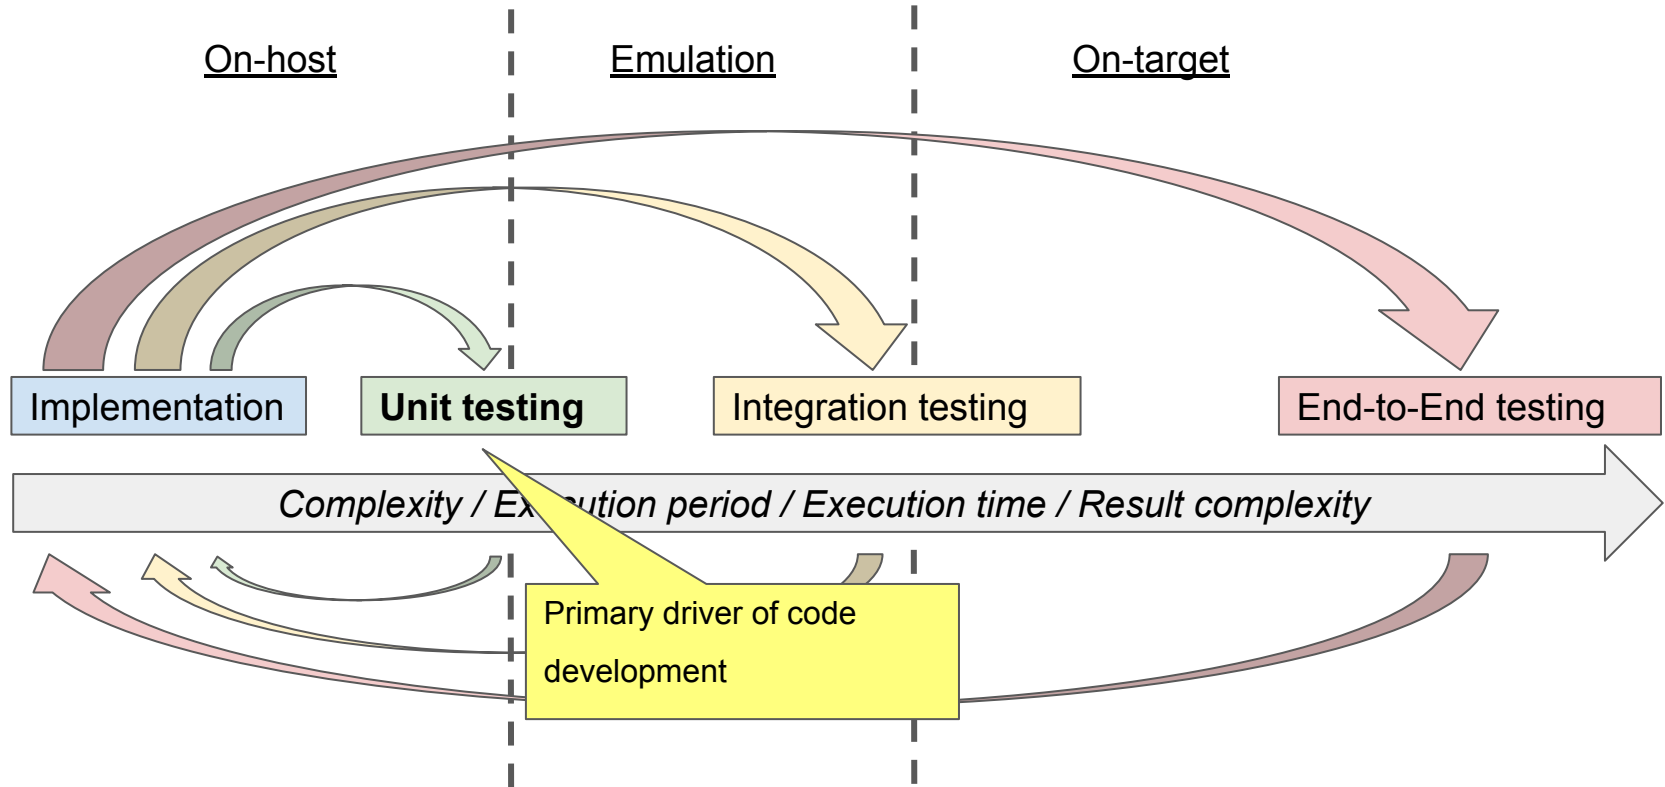 On-host
Emulation
On-target
Implementation
Unit testing
Integration testing
End-to-End testing
Complexity / Ex ution period / Execution time / Result complexity
Primary driver of code
development